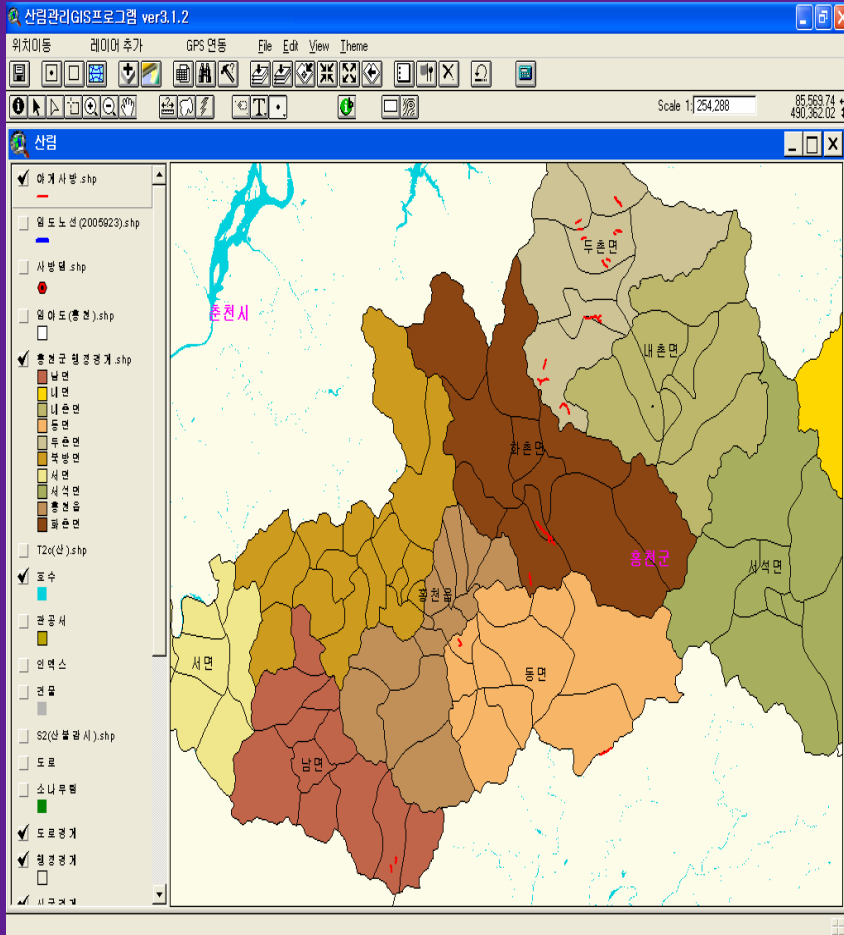 산림관리GIS프로그램 ver3.1.2
위치이동 레이어 추가 GPS 연동 File Edit View Theme
Scale 1: 254,288
85,569.74
490,362.02
산림
야계사방.shp
임도노선(2005923).shp
사방댐.shp
임야도(홍천).shp
홍천군 행정경계.shp
남면
내면
내촌면
동면
두촌면
북방면
서면
서석면
홍천읍
화촌면
T2c(산).shp
호수
관공서
인덱스
건물
S2(산불감시).shp
도로
소나무림
도로경계
행정경계
시군경계
춘천시
두촌면
내촌면
화촌면
홍천군
서석면
홍천읍
서면
동면
남면